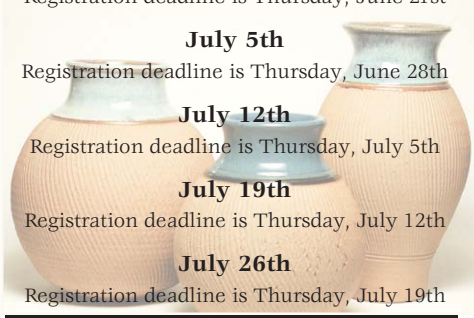 Registration deadline is Thursday, June 21st
July 5th
Registration deadline is Thursday, June 28th
July 12th
Registration deadline is Thursday, July 5th
July 19th
Registration deadline is Thursday, July 12th
July 26th
Registration deadline is Thursday, July 19th